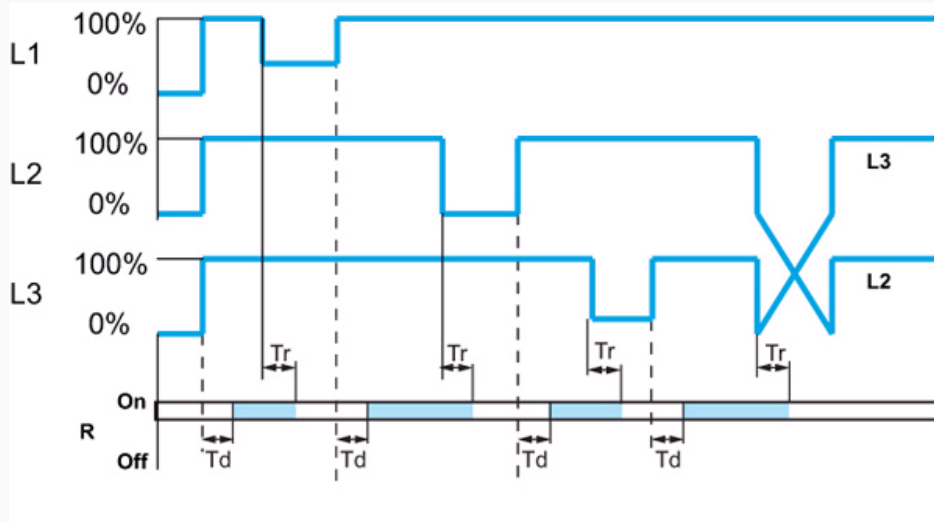 100%
L1
0%
100%
L2
0%
L3
100%
L3
0%
L2
Tr Tr Tr Tr
On
R
Off
Td Td Td Td